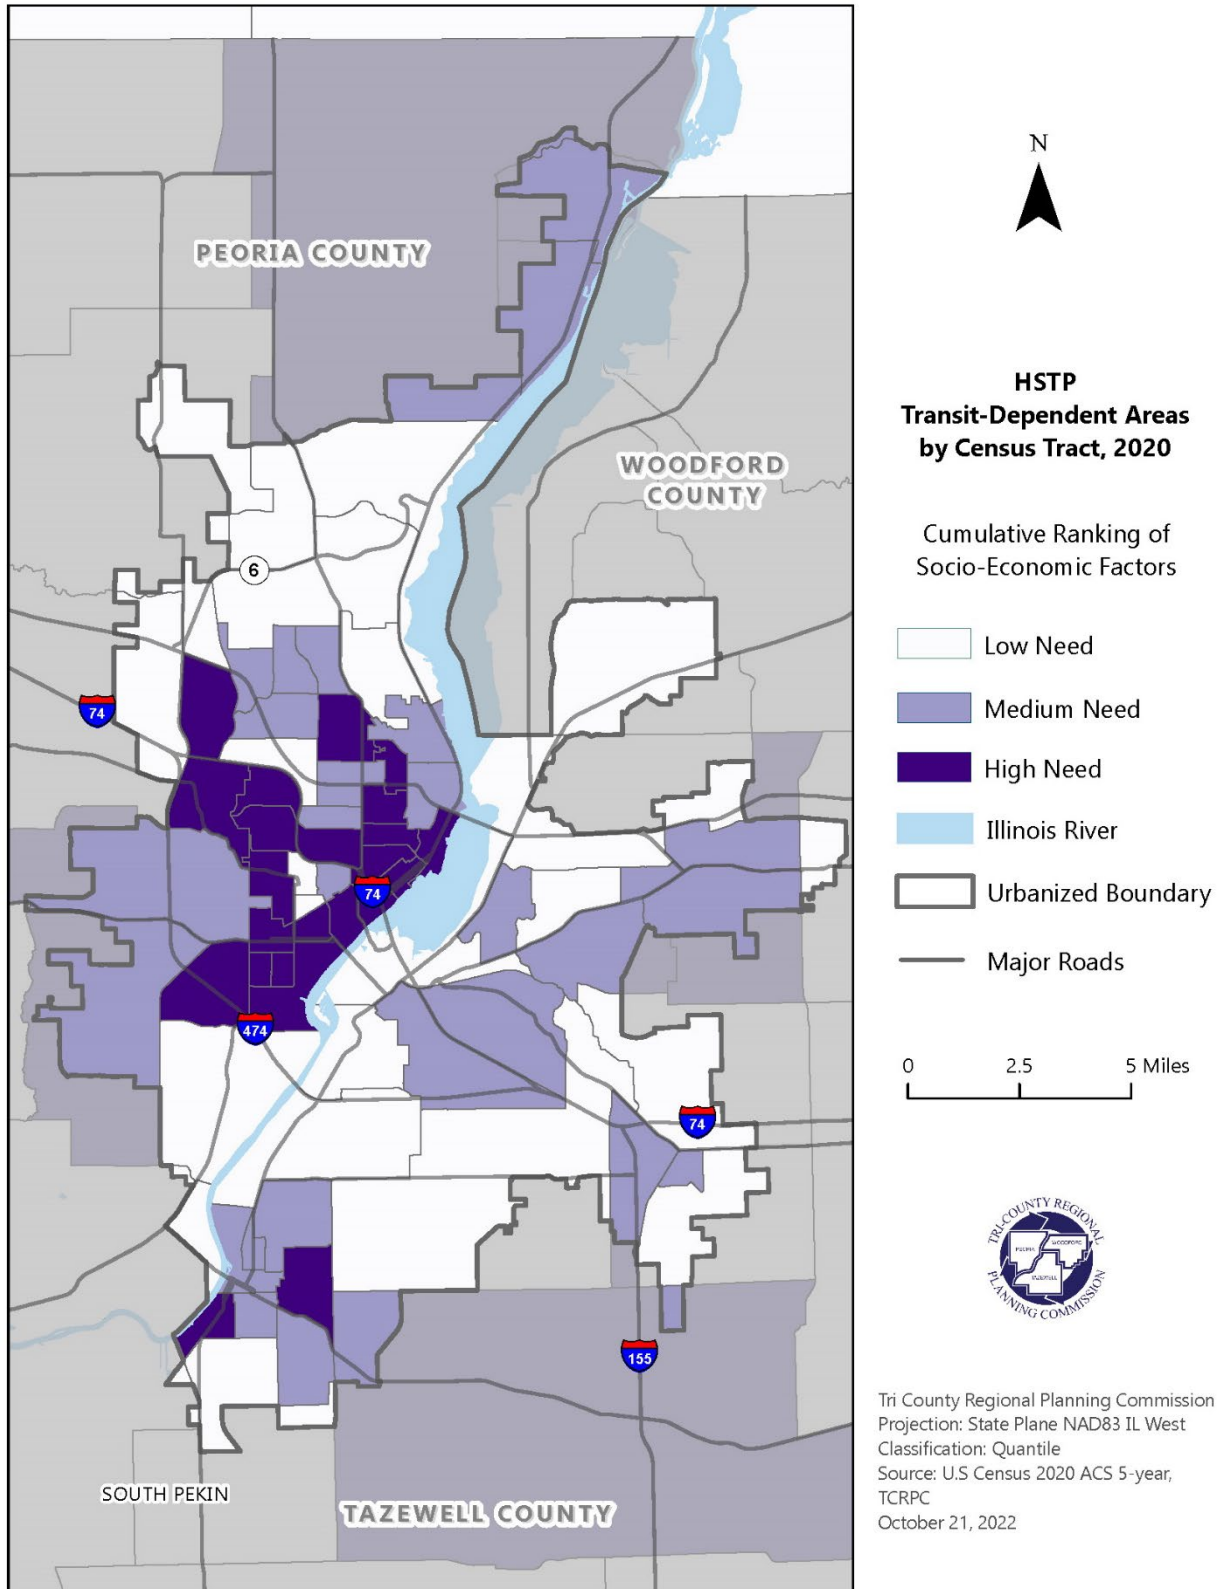 PEORIA COUNTY
WOODFORD
COUNTY
6
74
74
474
74
155
SOUTH PEKIN
TAZEWELL COUNTY
N
HSTP
Transit-Dependent Areas
by Census Tract, 2020
Cumulative Ranking of
Socio-Economic Factors
Low Need
Medium Need
High Need
Illinois River
Urbanized Boundary
Major Roads
0 2.5 5 Miles
TRI-COUNTY REGIONAL
PEORIA
WOODFORD
TAZEWELL
PLANNING COMMISSION
Tri County Regional Planning Commission
Projection: State Plane NAD83 IL West
Classification: Quantile
Source: U.S Census 2020 ACS 5-year,
TCRPC
October 21, 2022